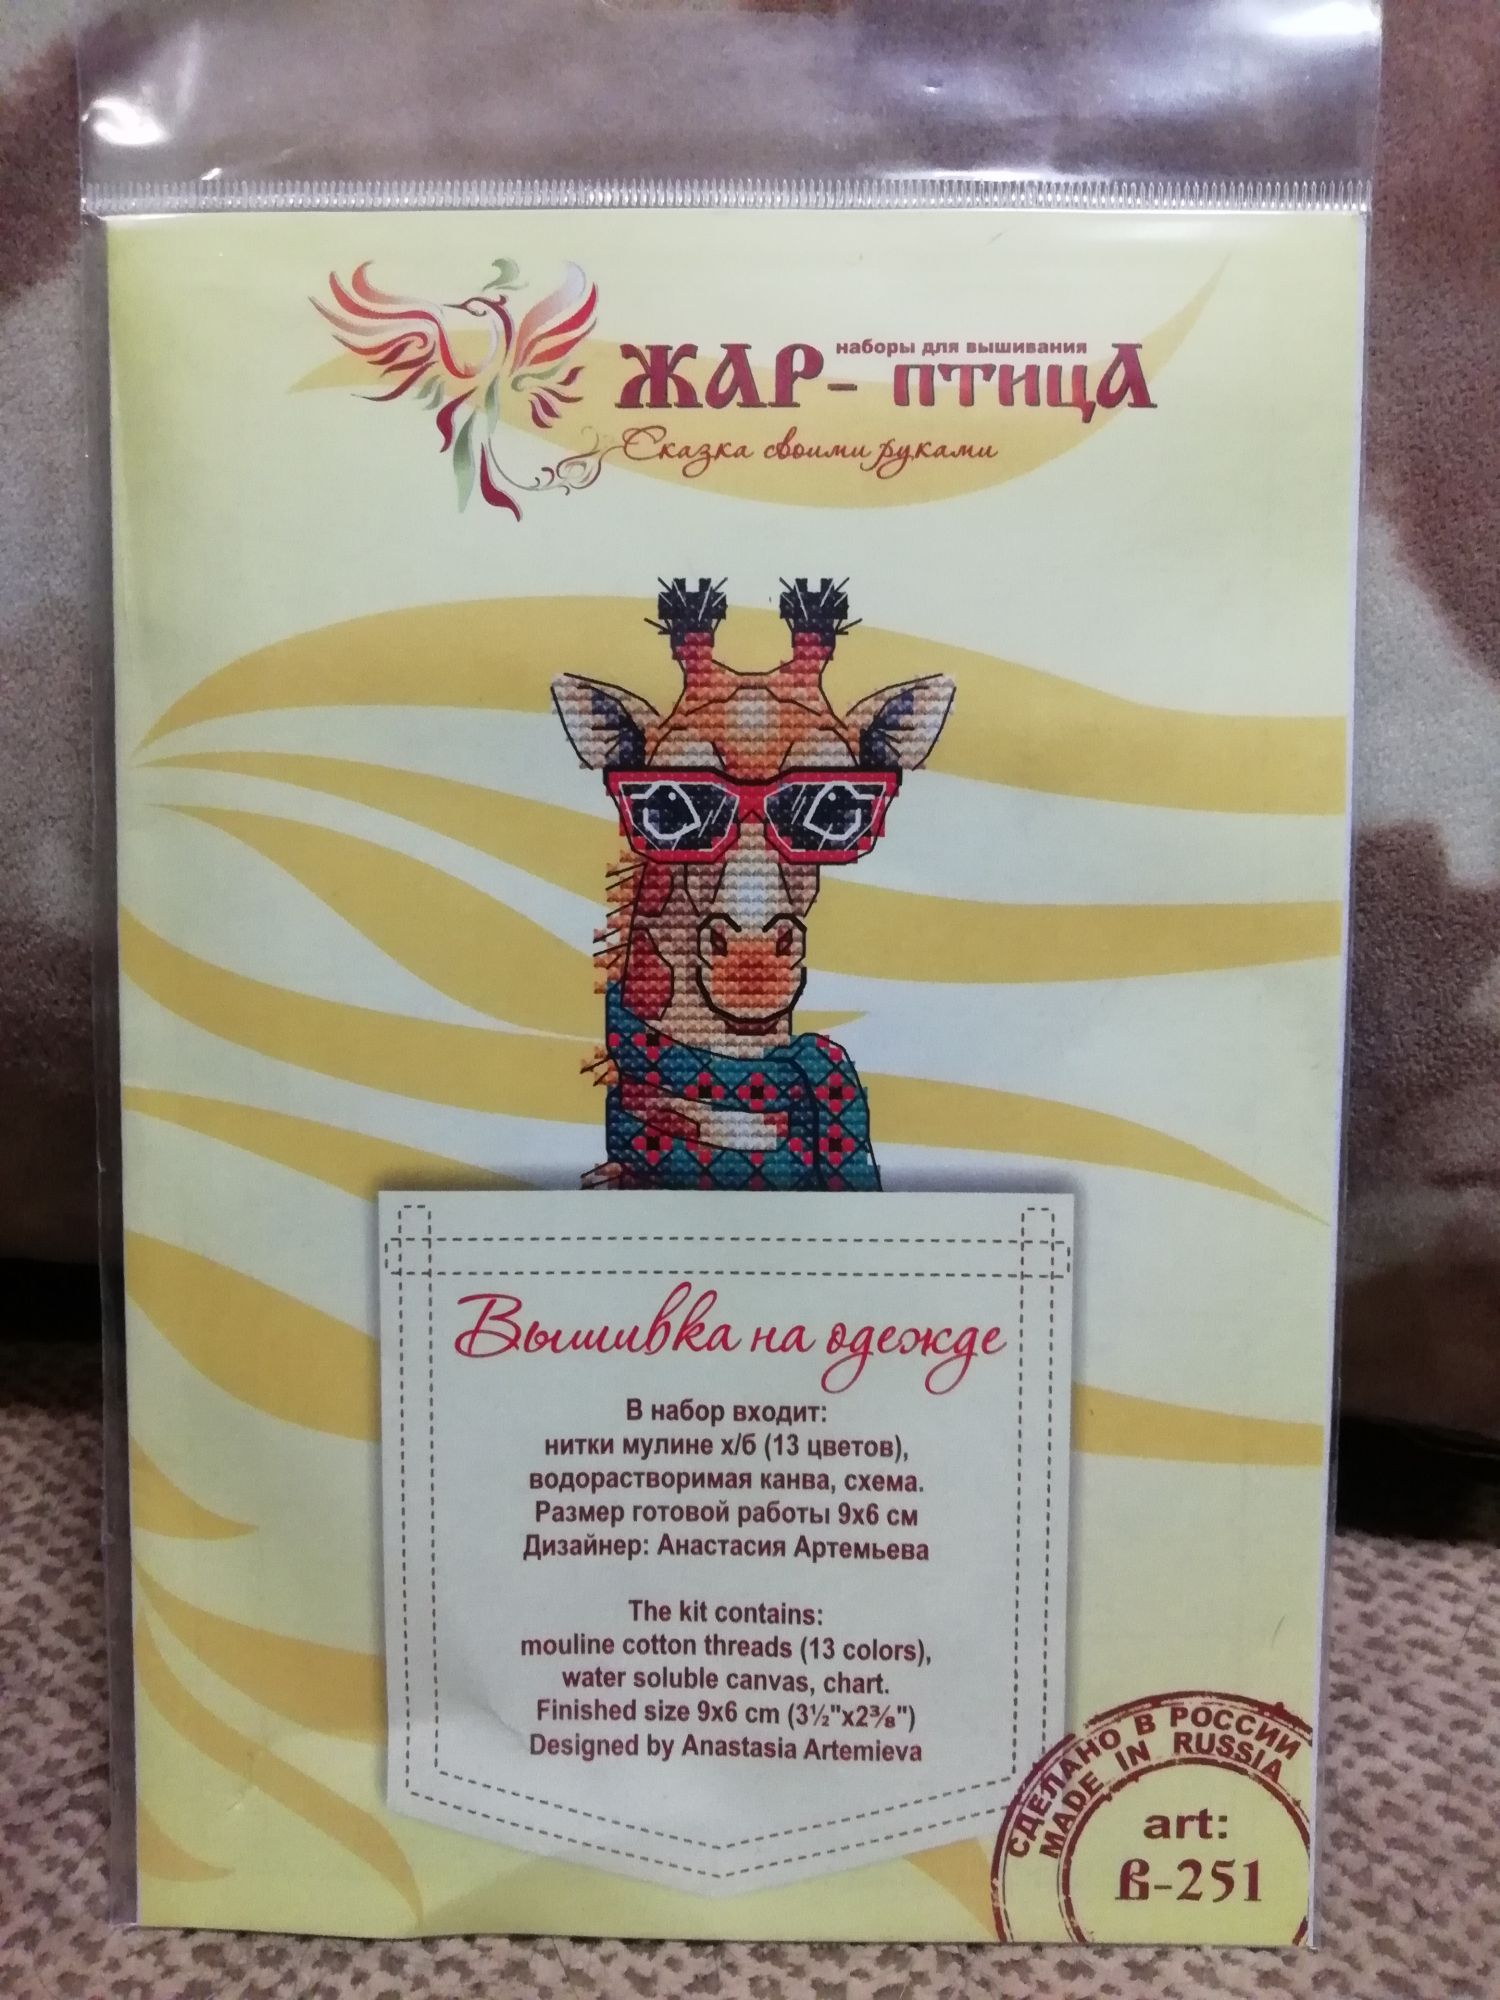 наборы для вышивания
ЖАР-ПТИЦА
Сказка своими руками
Вышивка на одежде
В набор входит:
нитки мулине х/б (13 цветов),
водорастворимая канва, схема.
Размер готовой работы 9х6 см
Дизайнер: Анастасия Артемьева
The kit contains:
mouline cotton threads (13 colors),
water soluble canvas, chart.
Finished size 9x6 cm (3½"x2⅜")
Designed by Anastasia Artemieva
СДЕЛАНО В РОССИИ
MADE IN RUSSIA
art:
В-251